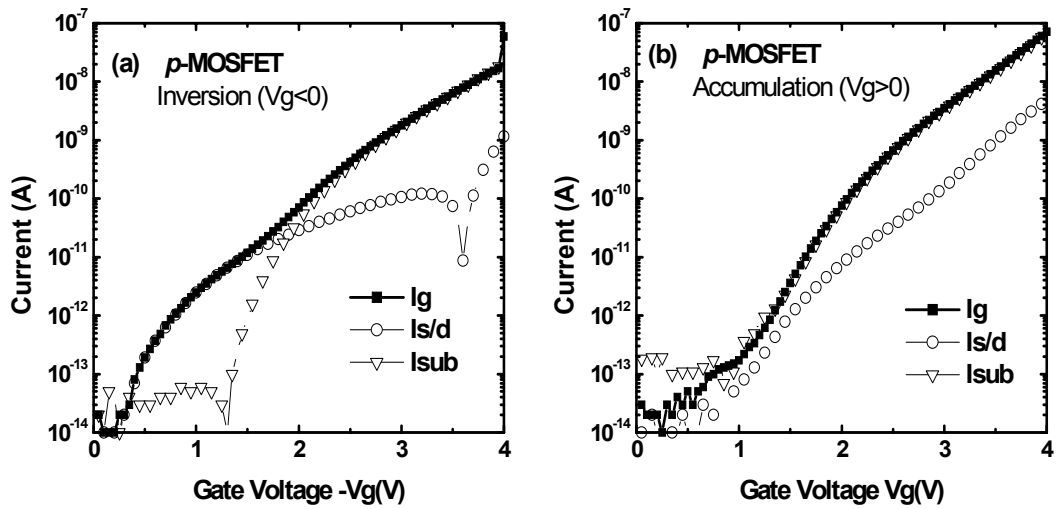 (a) p-MOSFET
Inversion (Vg<0)
Current (A)
10⁻⁷
10⁻⁸
10⁻⁹
10⁻¹⁰
10⁻¹¹
10⁻¹²
10⁻¹³
10⁻¹⁴
Ig
Is/d
Isub
0 1 2 3 4
Gate Voltage -Vg(V)
(b) p-MOSFET
Accumulation (Vg>0)
Current (A)
10⁻⁷
10⁻⁸
10⁻⁹
10⁻¹⁰
10⁻¹¹
10⁻¹²
10⁻¹³
10⁻¹⁴
Ig
Is/d
Isub
0 1 2 3 4
Gate Voltage Vg(V)